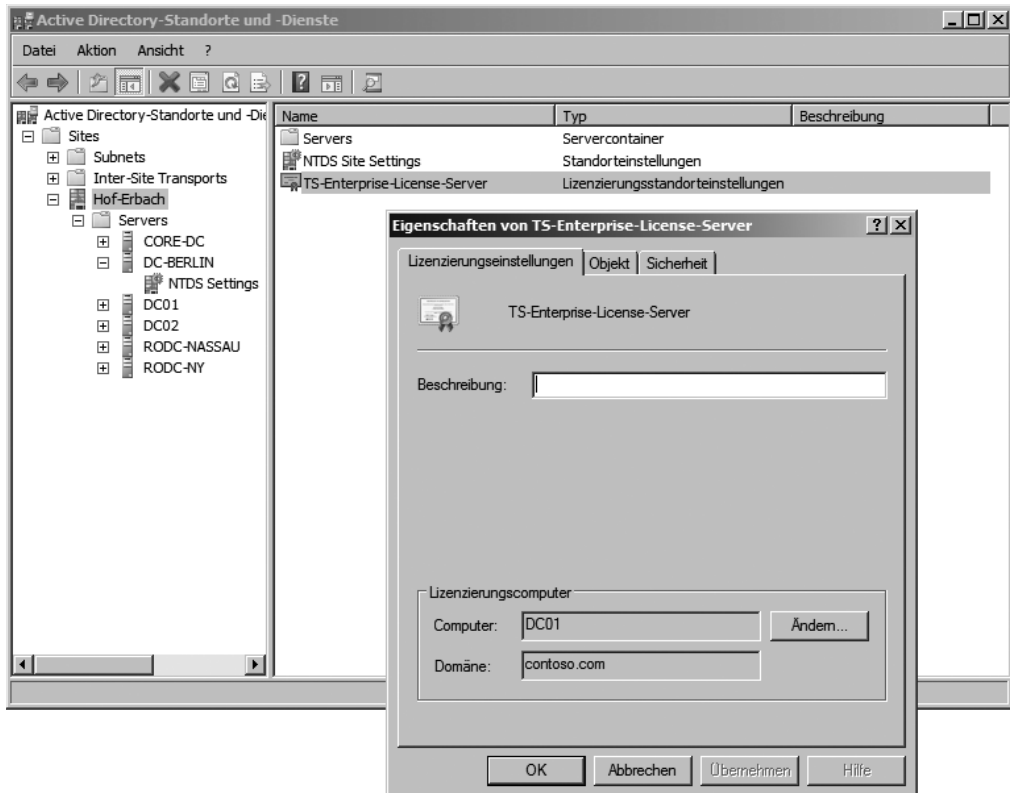 Active Directory-Standorte und -Dienste
Datei Aktion Ansicht ?
Active Directory-Standorte und -Die
Sites
Subnets
Inter-Site Transports
Hof-Erbach
Servers
CORE-DC
DC-BERLIN
NTDS Settings
DC01
DC02
RODC-NASSAU
RODC-NY
Name Typ Beschreibung
Servers Servercontainer
NTDS Site Settings Standorteinstellungen
TS-Enterprise-License-Server Lizenzierungsstandorteinstellungen
Eigenschaften von TS-Enterprise-License-Server
Lizenzierungseinstellungen Objekt Sicherheit
TS-Enterprise-License-Server
Beschreibung:
Lizenzierungscomputer
Computer: DC01 Ändern...
Domäne: contoso.com
OK Abbrechen Übernehmen Hilfe